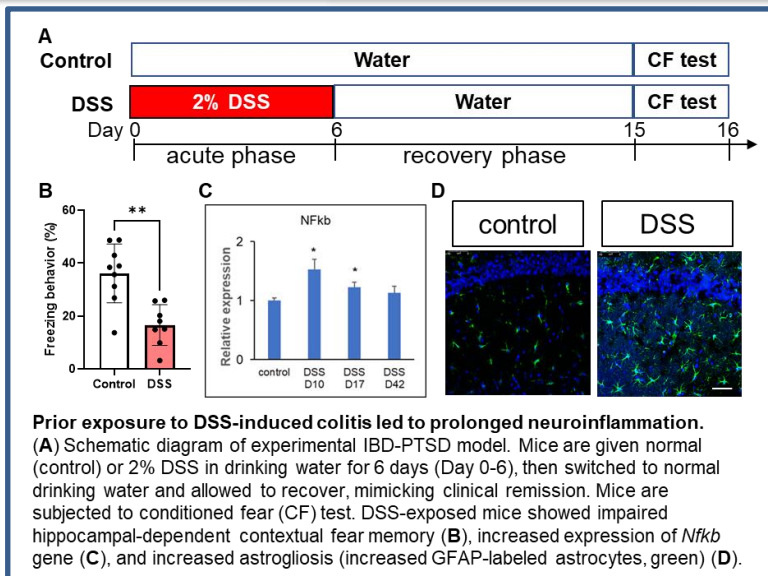 A
Control Water CF test
DSS 2% DSS Water CF test
Day 0 6 15 16
acute phase recovery phase
B
**
Freezing behavior (%)
60
40
20
0
Control DSS
C
NFkb
Relative expression
2
1
0
* *
control DSS D10 DSS D17 DSS D42
D
control DSS
Prior exposure to DSS-induced colitis led to prolonged neuroinflammation.
(A) Schematic diagram of experimental IBD-PTSD model. Mice are given normal
(control) or 2% DSS in drinking water for 6 days (Day 0-6), then switched to normal
drinking water and allowed to recover, mimicking clinical remission. Mice are
subjected to conditioned fear (CF) test. DSS-exposed mice showed impaired
hippocampal-dependent contextual fear memory (B), increased expression of Nfkb
gene (C), and increased astrogliosis (increased GFAP-labeled astrocytes, green) (D).